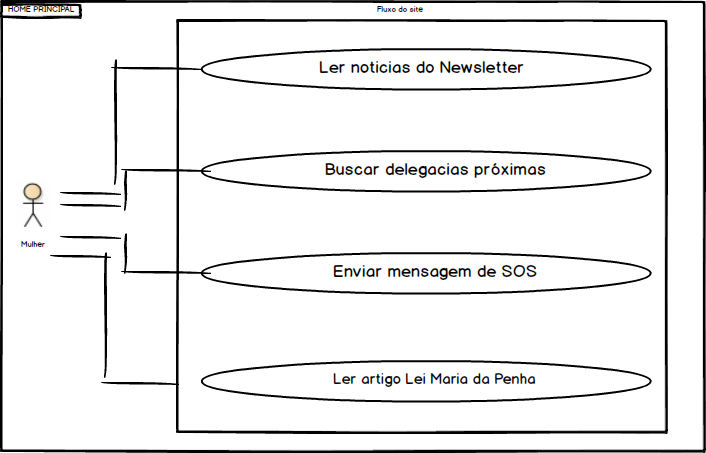 HOME PRINCIPAL
Fluxo do site
Ler noticias do Newsletter
Buscar delegacias próximas
Mulher
Enviar mensagem de SOS
Ler artigo Lei Maria da Penha